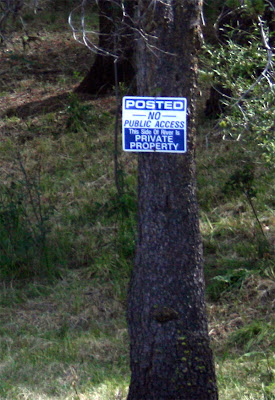 POSTED
NO
PUBLIC ACCESS
This Side Of River Is
PRIVATE
PROPERTY